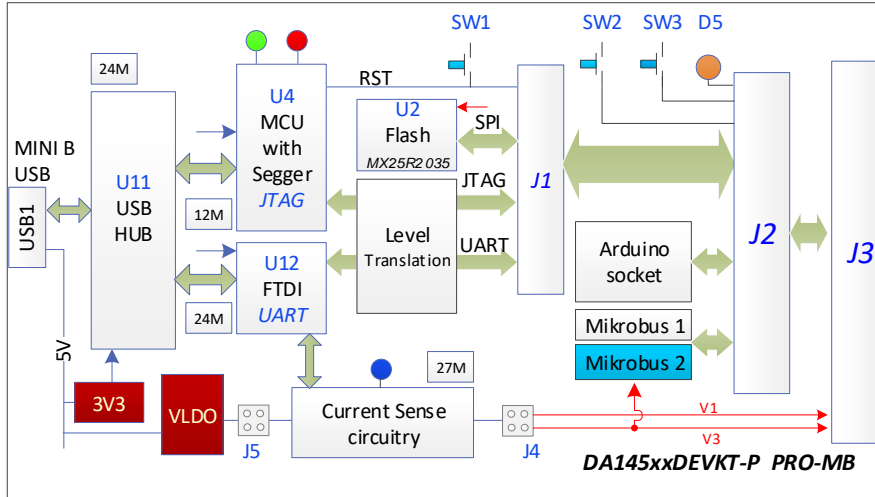 SW1
SW2
SW3
D5
24M
RST
U4
MCU
with
Segger
JTAG
U2
Flash
MX25R2035
SPI
MINI B
USB
USB1
U11
USB
HUB
12M
JTAG
J1
Level
Translation
UART
J2
J3
Arduino
socket
U12
FTDI
UART
24M
Mikrobus 1
Mikrobus 2
5V
27M
3V3
VLDO
J5
Current Sense
circuitry
J4
V1
V3
DA145xxDEVKT-P PRO-MB